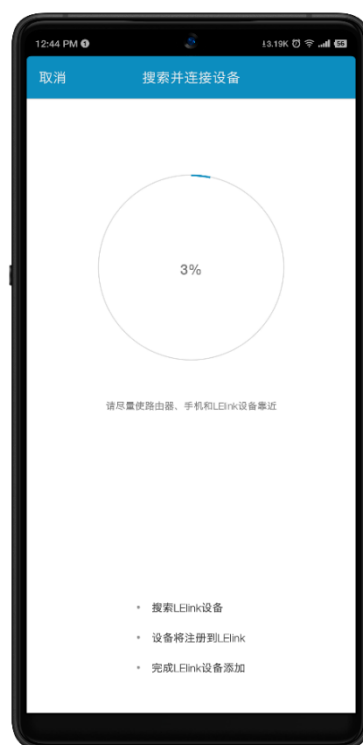 12:44 PM 3.19K 56
取消 搜索并连接设备
3%
请尽量使路由器、手机和LElink设备靠近
• 搜索LElink设备
• 设备将注册到LElink
• 完成LElink设备添加